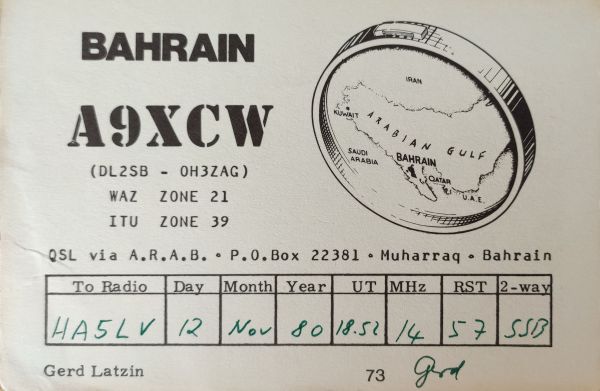 BAHRAIN
A9XCW
(DL2SB - OH3ZAG)
WAZ ZONE 21
ITU ZONE 39
IRAN
KUWAIT
ARABIAN GULF
SAUDI
ARABIA
BAHRAIN
QATAR
U.A.E.
QSL via A.R.A.B. • P.O.Box 22381 • Muharraq • Bahrain
To Radio Day Month Year UT MHz RST 2-way
HA5LV 12 Nov 80 18.52 14 57 SSB
Gerd Latzin 73 Gerd